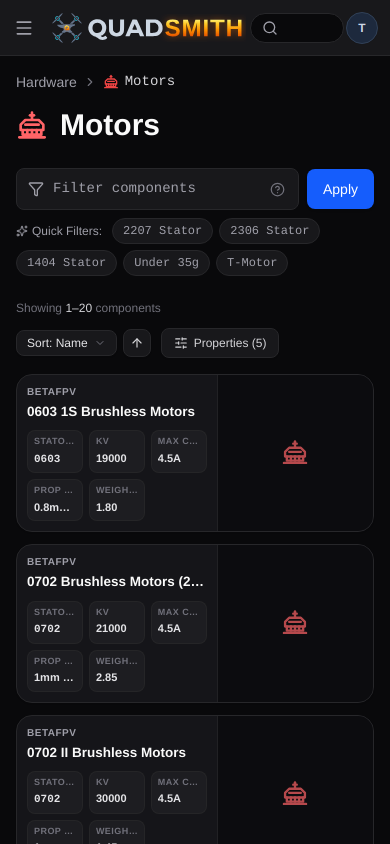 QUADSMITH
T
Hardware > Motors
Motors
Filter components
Apply
Quick Filters: 2207 Stator 2306 Stator
1404 Stator Under 35g T-Motor
Showing 1–20 components
Sort: Name Properties (5)
BETAFPV
0603 1S Brushless Motors
STATO... KV MAX C...
0603 19000 4.5A
PROP ... WEIGH...
0.8m... 1.80
BETAFPV
0702 Brushless Motors (2...
STATO... KV MAX C...
0702 21000 4.5A
PROP ... WEIGH...
1mm ... 2.85
BETAFPV
0702 II Brushless Motors
STATO... KV MAX C...
0702 30000 4.5A
PROP ... WEIGH...